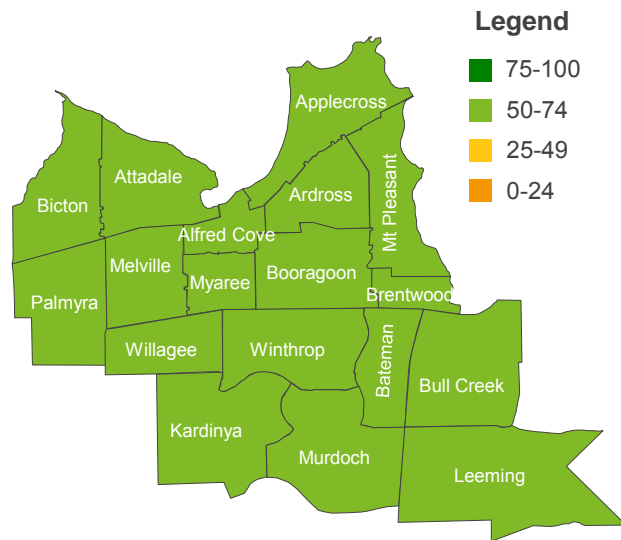 Legend
75-100
50-74
25-49
0-24
Applecross
Attadale
Ardross
Bicton
Mt Pleasant
Alfred Cove
Melville
Booragoon
Myaree
Brentwood
Palmyra
Willagee
Winthrop
Bateman
Bull Creek
Kardinya
Murdoch
Leeming